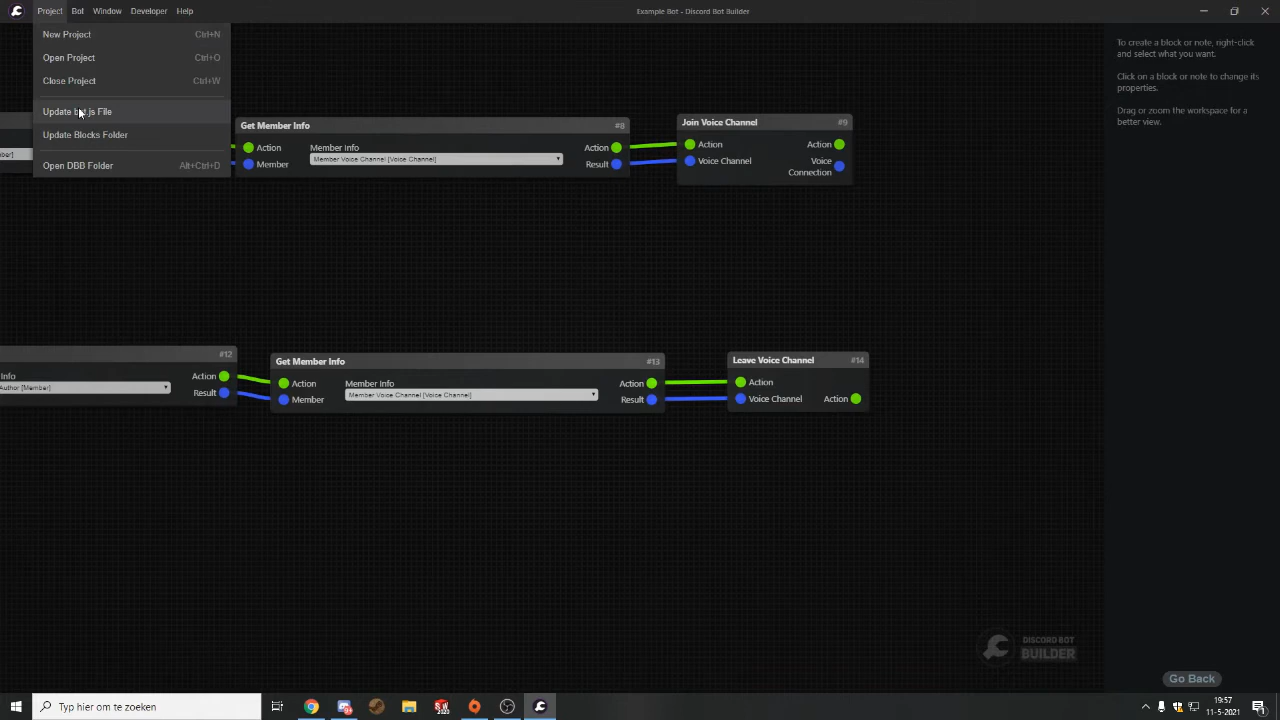 Project Bot Window Developer Help
Example Bot - Discord Bot Builder
New Project Ctrl+N
Open Project Ctrl+O
Close Project Ctrl+W
Update bot.js File
Update Blocks Folder
Open DBB Folder Alt+Ctrl+D
Get Member Info #8
Action Member Info Action
Member Member Voice Channel [Voice Channel] Result
Join Voice Channel #9
Action Action
Voice Channel Voice
Connection
To create a block or note, right-click
and select what you want.
Click on a block or note to change its
properties.
Drag or zoom the workspace for a
better view.
#12
Info Action
Author [Member] Result
Get Member Info #13
Action Member Info Action
Member Member Voice Channel [Voice Channel] Result
Leave Voice Channel #14
Action
Voice Channel Action
DISCORD BOT
BUILDER
Go Back
Typ hier om te zoeken
19:57
11-5-2021